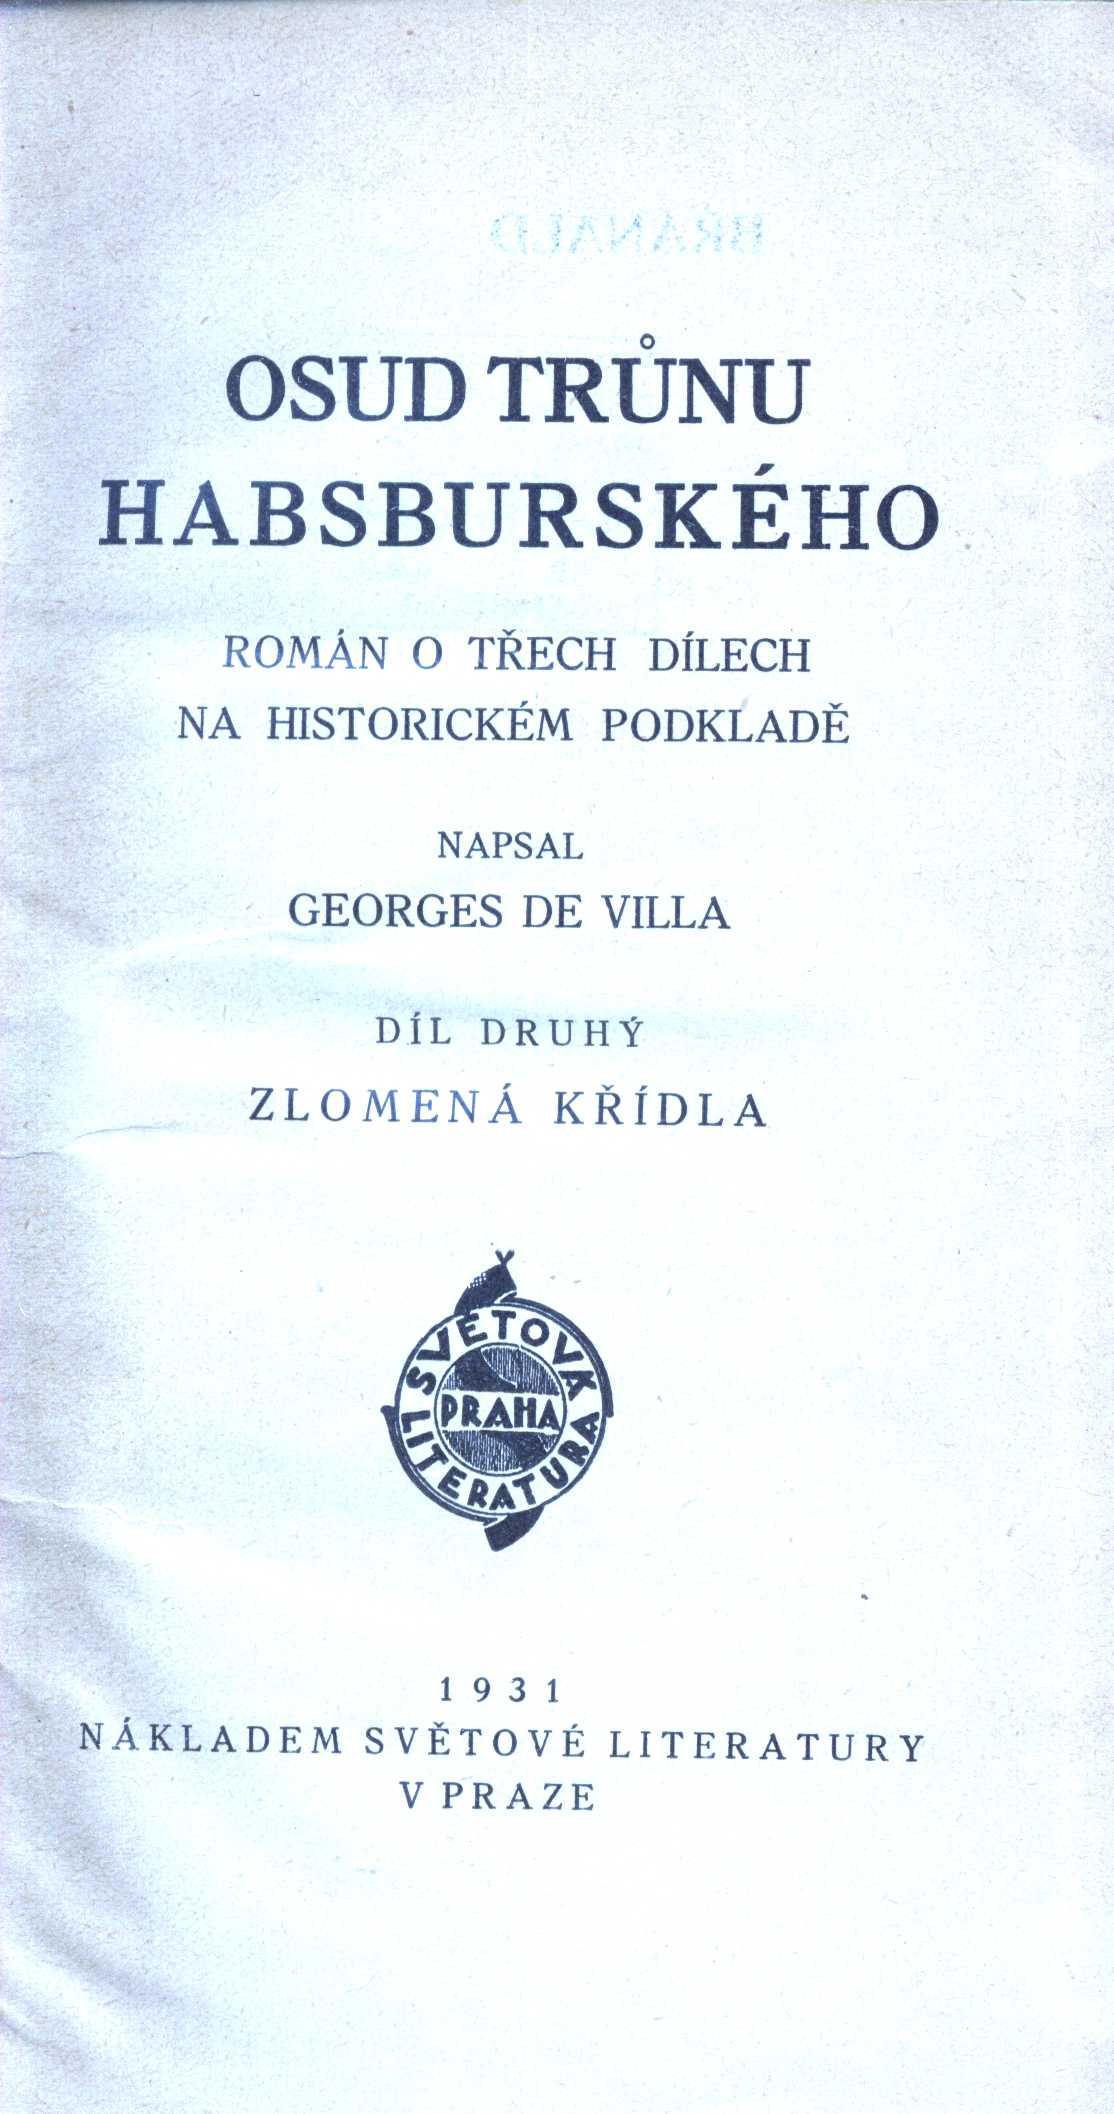 BRANALD
OSUD TRŮNU
HABSBURSKÉHO
ROMÁN O TŘECH DÍLECH
NA HISTORICKÉM PODKLADĚ
NAPSAL
GEORGES DE VILLA
DÍL DRUHÝ
ZLOMENÁ KŘÍDLA
SVĚTOVÁ
PRAHA
LITERATURA
1931
NÁKLADEM SVĚTOVÉ LITERATURY
V PRAZE